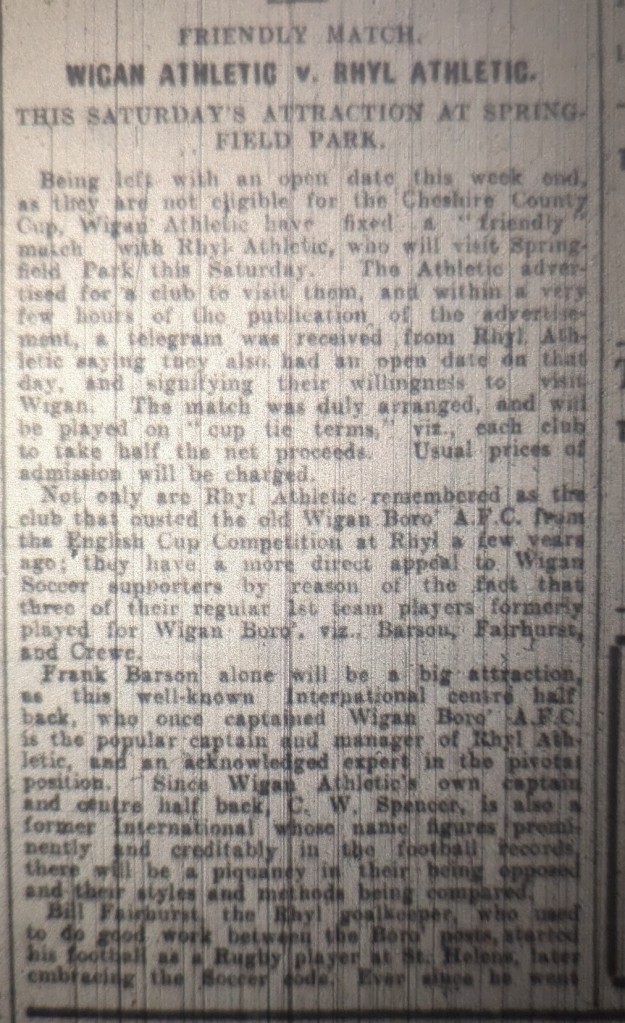 FRIENDLY MATCH.
WIGAN ATHLETIC v. RHYL ATHLETIC.
THIS SATURDAY'S ATTRACTION AT SPRING-
FIELD PARK.
Being left with an open date this week end,
as they are not eligible for the Cheshire County
Cup, Wigan Athletic have fixed a "friendly"
match with Rhyl Athletic, who will visit Spring-
field Park this Saturday. The Athletic adver-
tised for a club to visit them, and within a very
few hours of the publication of the advertise-
ment, a telegram was received from Rhyl Ath-
letic saying they also had an open date on that
day, and signifying their willingness to visit
Wigan. The match was duly arranged, and will
be played on "cup tie terms," viz., each club
to take half the net proceeds. Usual prices of
admission will be charged.
Not only are Rhyl Athletic remembered as the
club that ousted the old Wigan Boro' A.F.C. from
the English Cup Competition at Rhyl a few years
ago; they have a more direct appeal to Wigan
Soccer supporters by reason of the fact that
three of their regular 1st team players formerly
played for Wigan Boro', viz., Barson, Fairhurst,
and Crewe.
Frank Barson alone will be a big attraction,
as this well-known International centre half
back, who once captained Wigan Boro' A.F.C.
is the popular captain and manager of Rhyl Ath-
letic, and an acknowledged expert in the pivotal
position. Since Wigan Athletic's own captain
and centre half back, C. W. Spencer, is also a
former International whose name figures promi-
nently and creditably in the football records,
there will be a piquancy in their being opposed
and their styles and methods being compared.
Bill Fairhurst, the Rhyl goalkeeper, who used
to do good work between the Boro' posts, started
his football as a Rugby player at St. Helens, later
embracing the Soccer code. Ever since he went